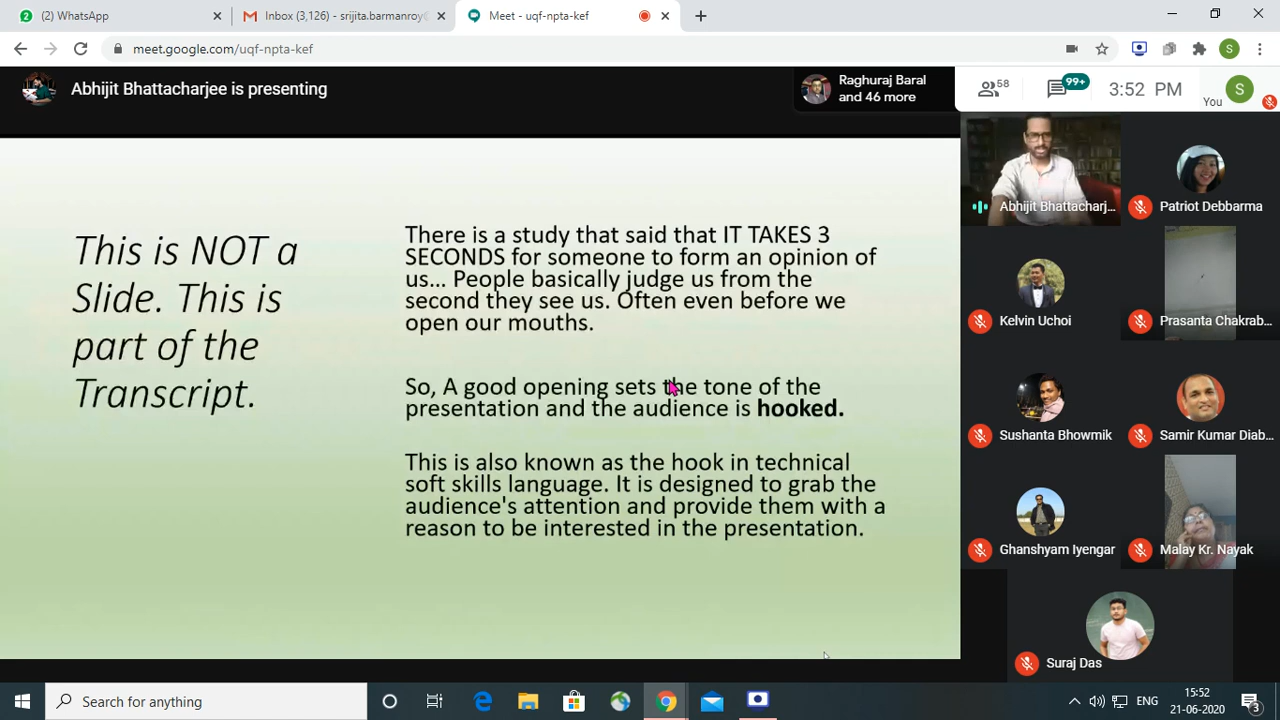 (2) WhatsApp
Inbox (3,126) - srijita.barmanroy@
Meet - uqf-npta-kef
meet.google.com/uqf-npta-kef
S
Abhijit Bhattacharjee is presenting
Raghuraj Baral
and 46 more
58
99+
3:52 PM
You
S
This is NOT a
Slide. This is
part of the
Transcript.
There is a study that said that IT TAKES 3
SECONDS for someone to form an opinion of
us... People basically judge us from the
second they see us. Often even before we
open our mouths.
So, A good opening sets the tone of the
presentation and the audience is hooked.
This is also known as the hook in technical
soft skills language. It is designed to grab the
audience's attention and provide them with a
reason to be interested in the presentation.
Abhijit Bhattacharj...
Patriot Debbarma
Kelvin Uchoi
Prasanta Chakrab...
Sushanta Bhowmik
Samir Kumar Diab...
Ghanshyam Iyengar
Malay Kr. Nayak
Suraj Das
Search for anything
ENG
15:52
21-06-2020
3